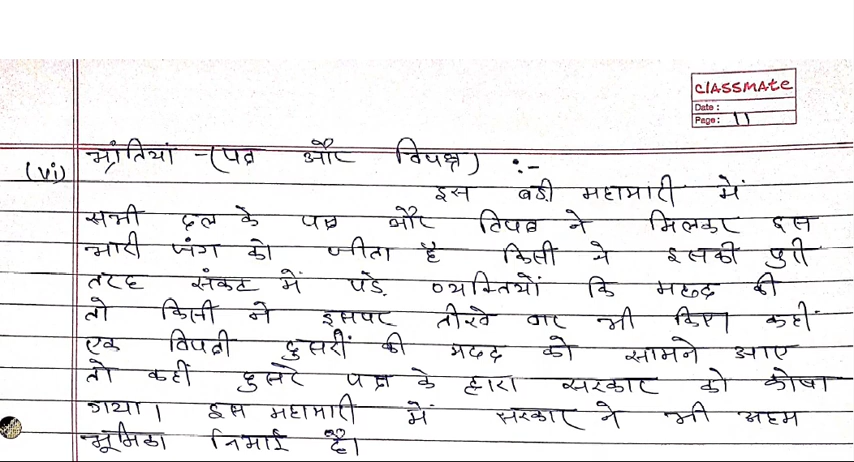 CLASSMATE
Date :
Page : 11
(vi) भ्रांतियां -(पक्ष और विपक्ष) :-
इस बडी महामारी में
सभी दल के पक्ष और विपक्ष ने मिलकर इस
भारी जंग को जीता है किसी ने इसकी पुरी
तरह संकट में पडे व्यक्तियों कि मदद की
तो किसी ने इसपर तीखे वार भी किए कहीं
एक विपक्षी दुसरीं की मदद को सामने आए
तो कहीं दुसरे पक्ष के द्वारा सरकार को कोषा
गया। इस महामारी में सरकार ने भी अहम
भूमिका निभाई है।